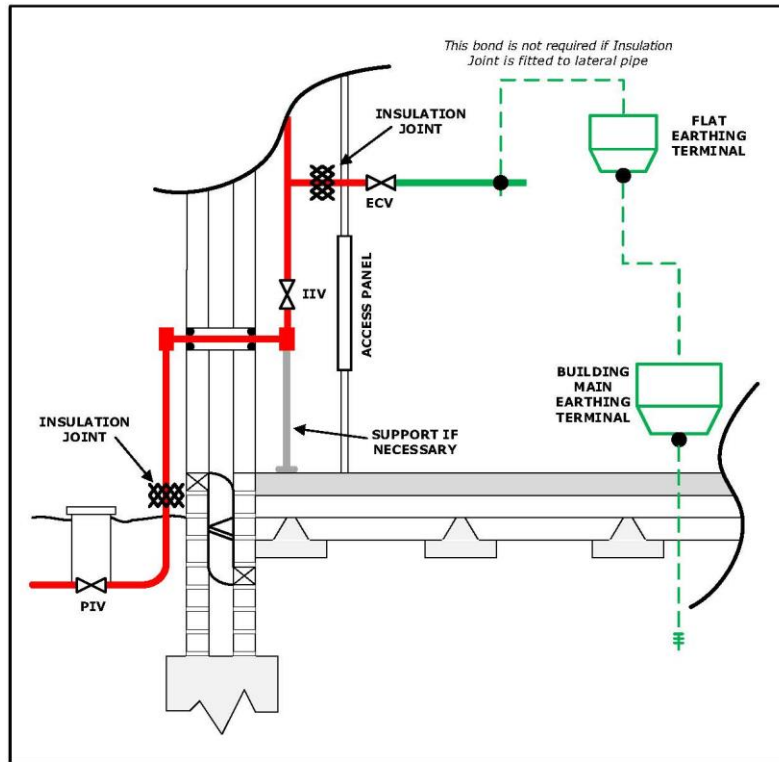 This bond is not required if Insulation
Joint is fitted to lateral pipe
INSULATION
JOINT
FLAT
EARTHING
TERMINAL
ECV
IIV
ACCESS PANEL
BUILDING
MAIN
EARTHING
TERMINAL
INSULATION
JOINT
SUPPORT IF
NECESSARY
PIV